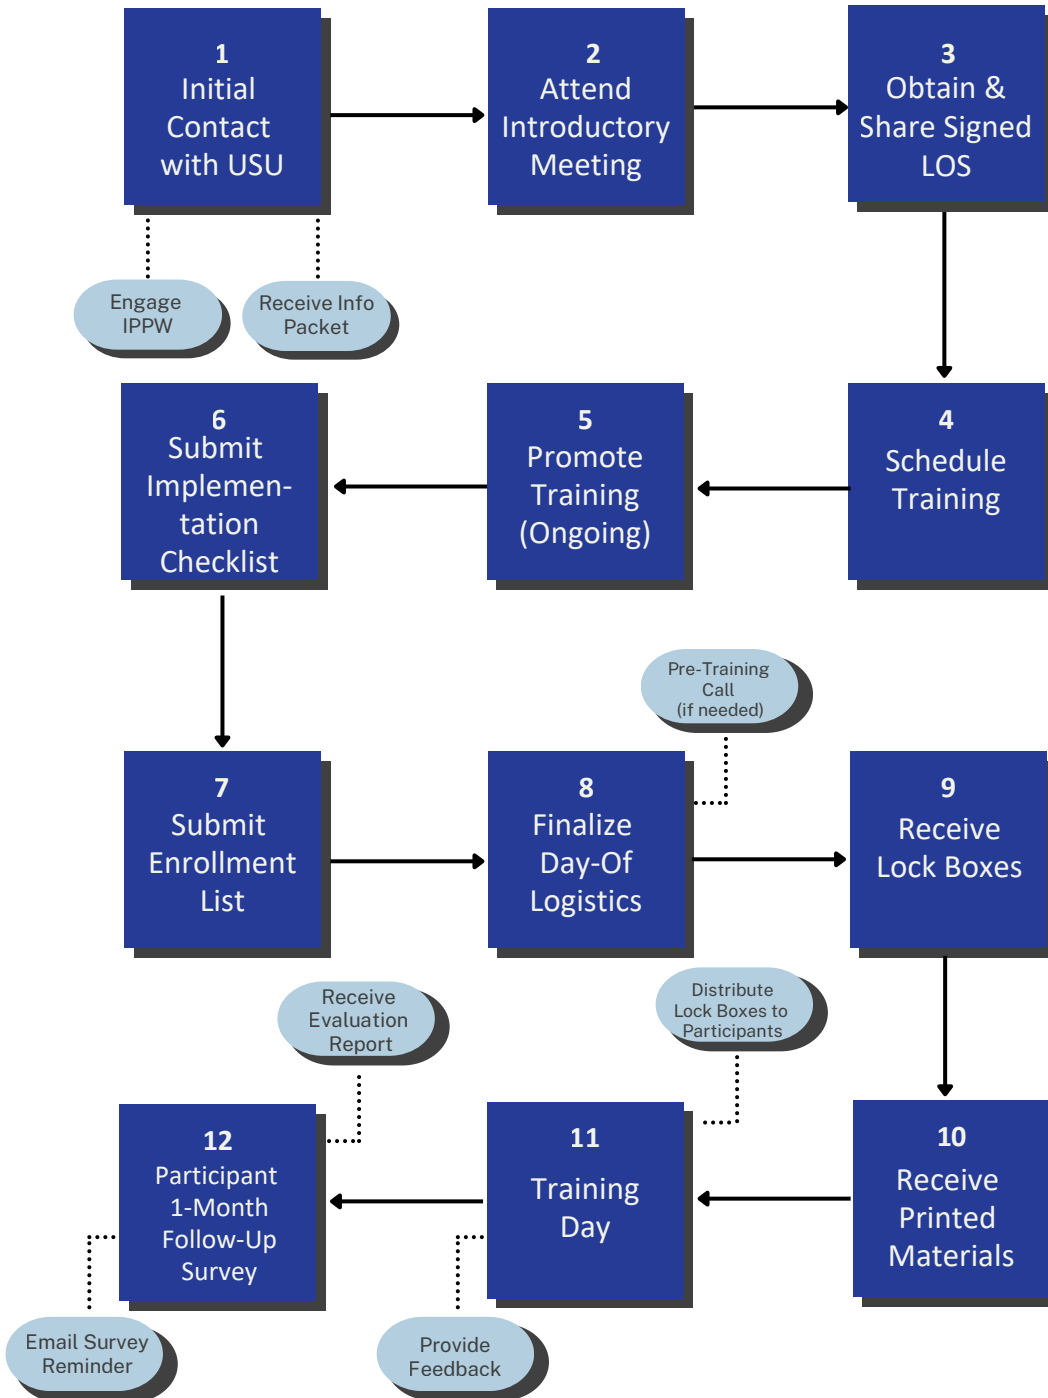 1
Initial
Contact
with USU
2
Attend
Introductory
Meeting
3
Obtain &
Share Signed
LOS
Engage
IPPW
Receive Info
Packet
4
Schedule
Training
5
Promote
Training
(Ongoing)
6
Submit
Implemen-
tation
Checklist
Pre-Training
Call
(if needed)
7
Submit
Enrollment
List
8
Finalize
Day-Of
Logistics
9
Receive
Lock Boxes
Distribute
Lock Boxes to
Participants
10
Receive
Printed
Materials
11
Training
Day
Provide
Feedback
Receive
Evaluation
Report
12
Participant
1-Month
Follow-Up
Survey
Email Survey
Reminder